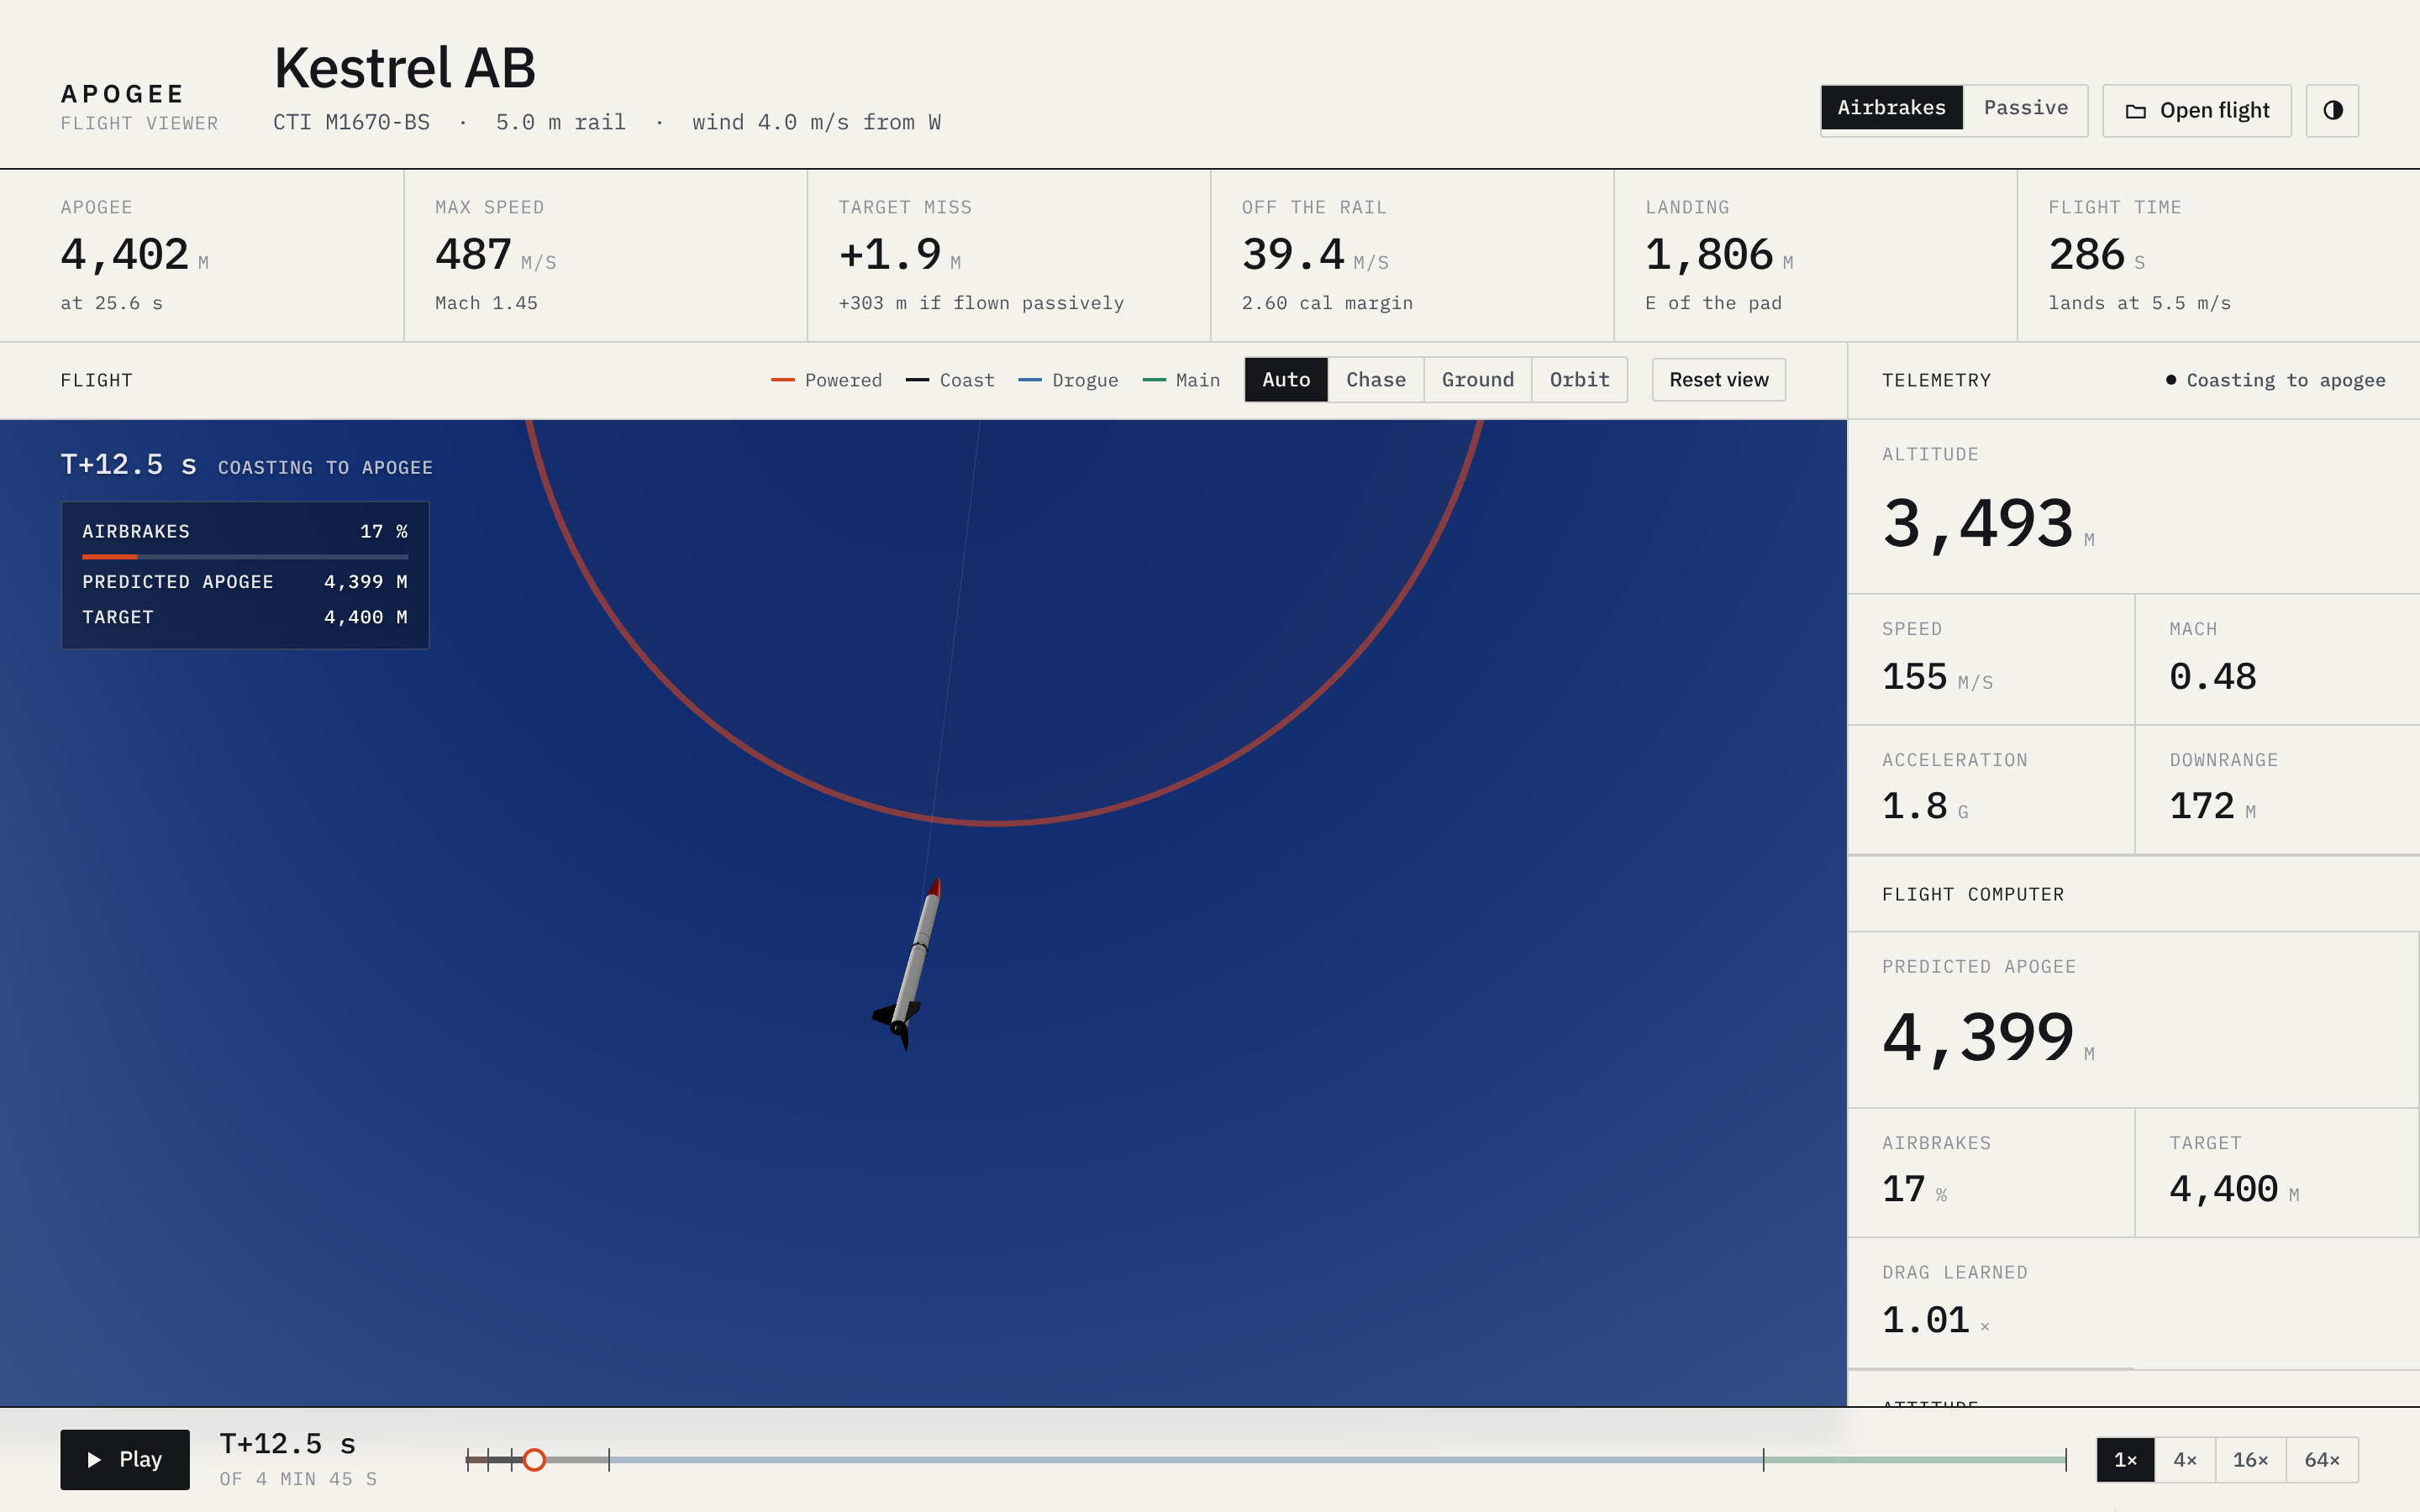 Kestrel AB
APOGEE
FLIGHT VIEWER
CTI M1670-BS · 5.0 m rail · wind 4.0 m/s from W
Airbrakes Passive Open flight
APOGEE
4,402 M
at 25.6 s
MAX SPEED
487 M/S
Mach 1.45
TARGET MISS
+1.9 M
+303 m if flown passively
OFF THE RAIL
39.4 M/S
2.60 cal margin
LANDING
1,806 M
E of the pad
FLIGHT TIME
286 S
lands at 5.5 m/s
FLIGHT
Powered Coast Drogue Main
Auto Chase Ground Orbit
Reset view
T+12.5 s COASTING TO APOGEE
AIRBRAKES 17 %
PREDICTED APOGEE 4,399 M
TARGET 4,400 M
TELEMETRY
Coasting to apogee
ALTITUDE
3,493 M
SPEED
155 M/S
MACH
0.48
ACCELERATION
1.8 G
DOWNRANGE
172 M
FLIGHT COMPUTER
PREDICTED APOGEE
4,399 M
AIRBRAKES
17 %
TARGET
4,400 M
DRAG LEARNED
1.01 ×
ATTITUDE
Play
T+12.5 s
OF 4 MIN 45 S
1× 4× 16× 64×